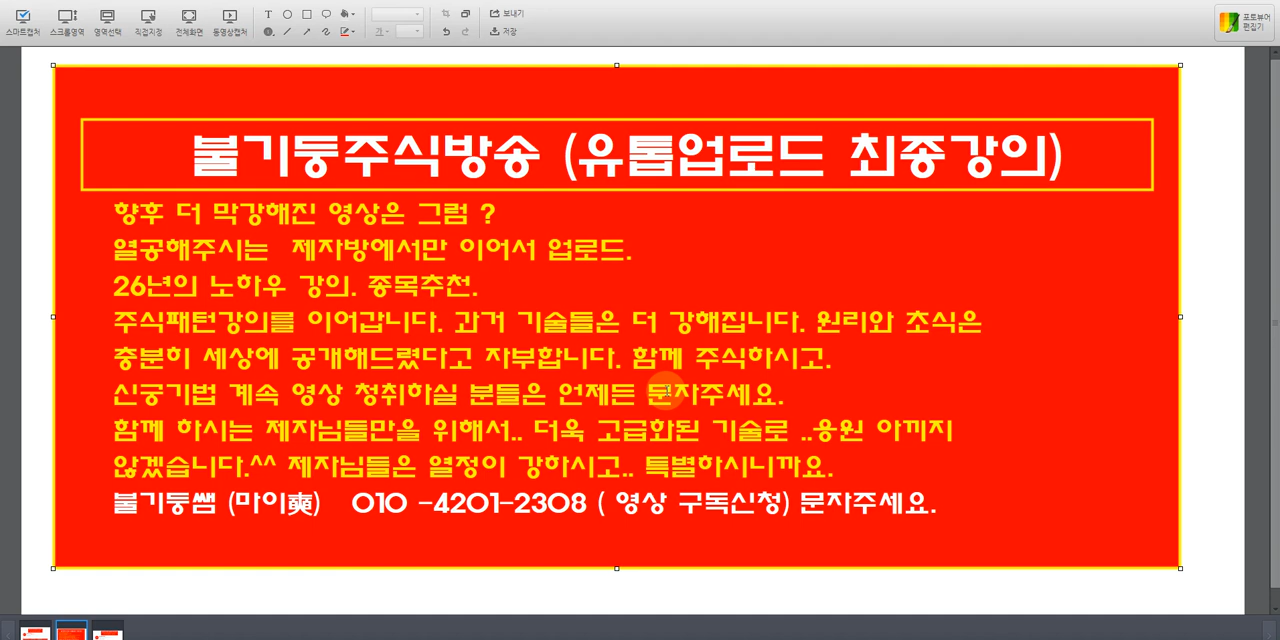 스마트캡처 스크롤영역 영역선택 직접지정 전체화면 동영상캡처 T 보내기
가 저장
포토뷰어
편집기
불기둥주식방송 (유톱업로드 최종강의)
향후 더 막강해진 영상은 그럼 ?
열공해주시는 제자방에서만 이어서 업로드.
26년의 노하우 강의. 종목추천.
주식패턴강의를 이어갑니다. 과거 기술들은 더 강해집니다. 원리와 초식은
충분히 세상에 공개해드렸다고 자부합니다. 함께 주식하시고.
신궁기법 계속 영상 청취하실 분들은 언제든 문자주세요.
함께 하시는 제자님들만을 위해서.. 더욱 고급화된 기술로 ..응원 아끼지
않겠습니다.^^ 제자님들은 열정이 강하시고.. 특별하시니까요.
불기둥쌤 (마이爽) 010 -4201-2308 ( 영상 구독신청) 문자주세요.